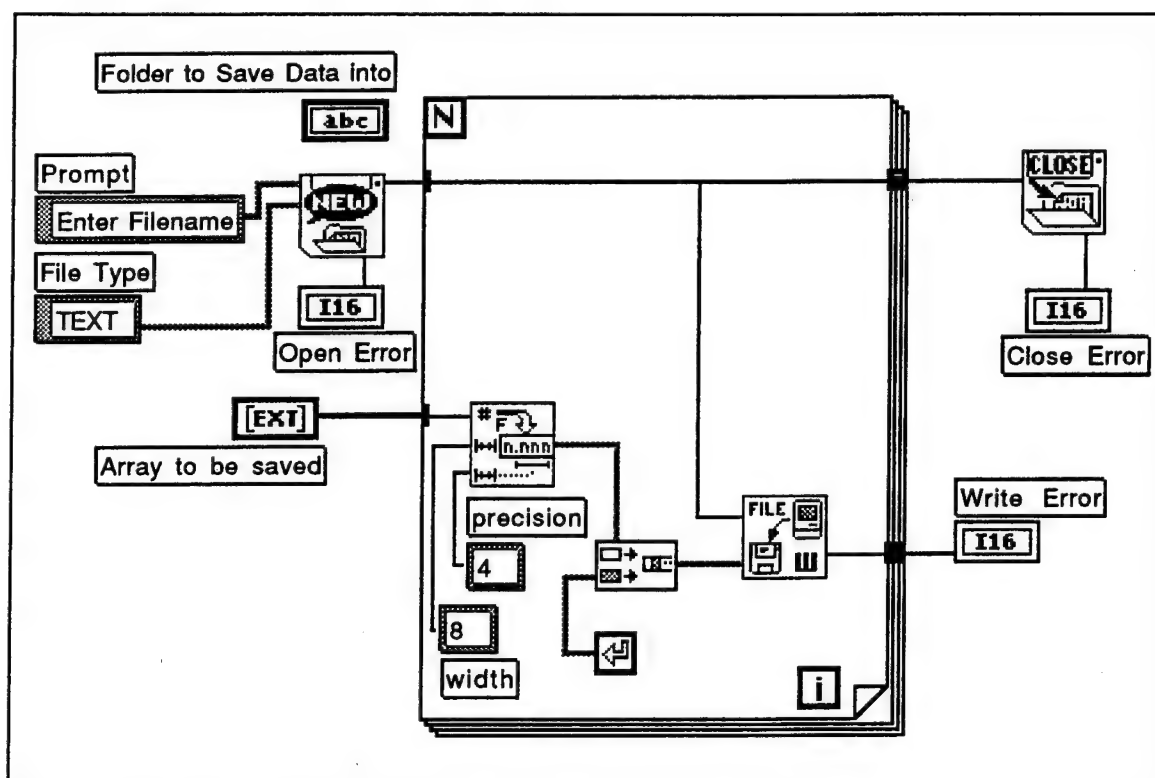 Folder to Save Data into
abc
N
Prompt
Enter Filename
NEW
CLOSE
File Type
TEXT
I16
Open Error
I16
Close Error
[EXT]
Array to be saved
# F
n.nnn
precision
4
FILE
W
Write Error
I16
8
width
i